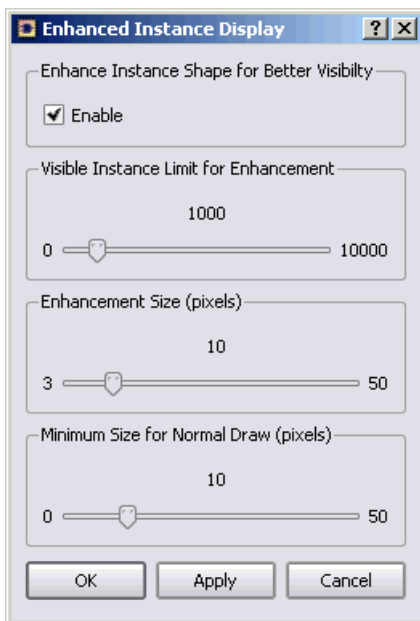 Enhanced Instance Display
Enhance Instance Shape for Better Visibilty
Enable
Visible Instance Limit for Enhancement
1000
0 10000
Enhancement Size (pixels)
10
3 50
Minimum Size for Normal Draw (pixels)
10
0 50
OK Apply Cancel